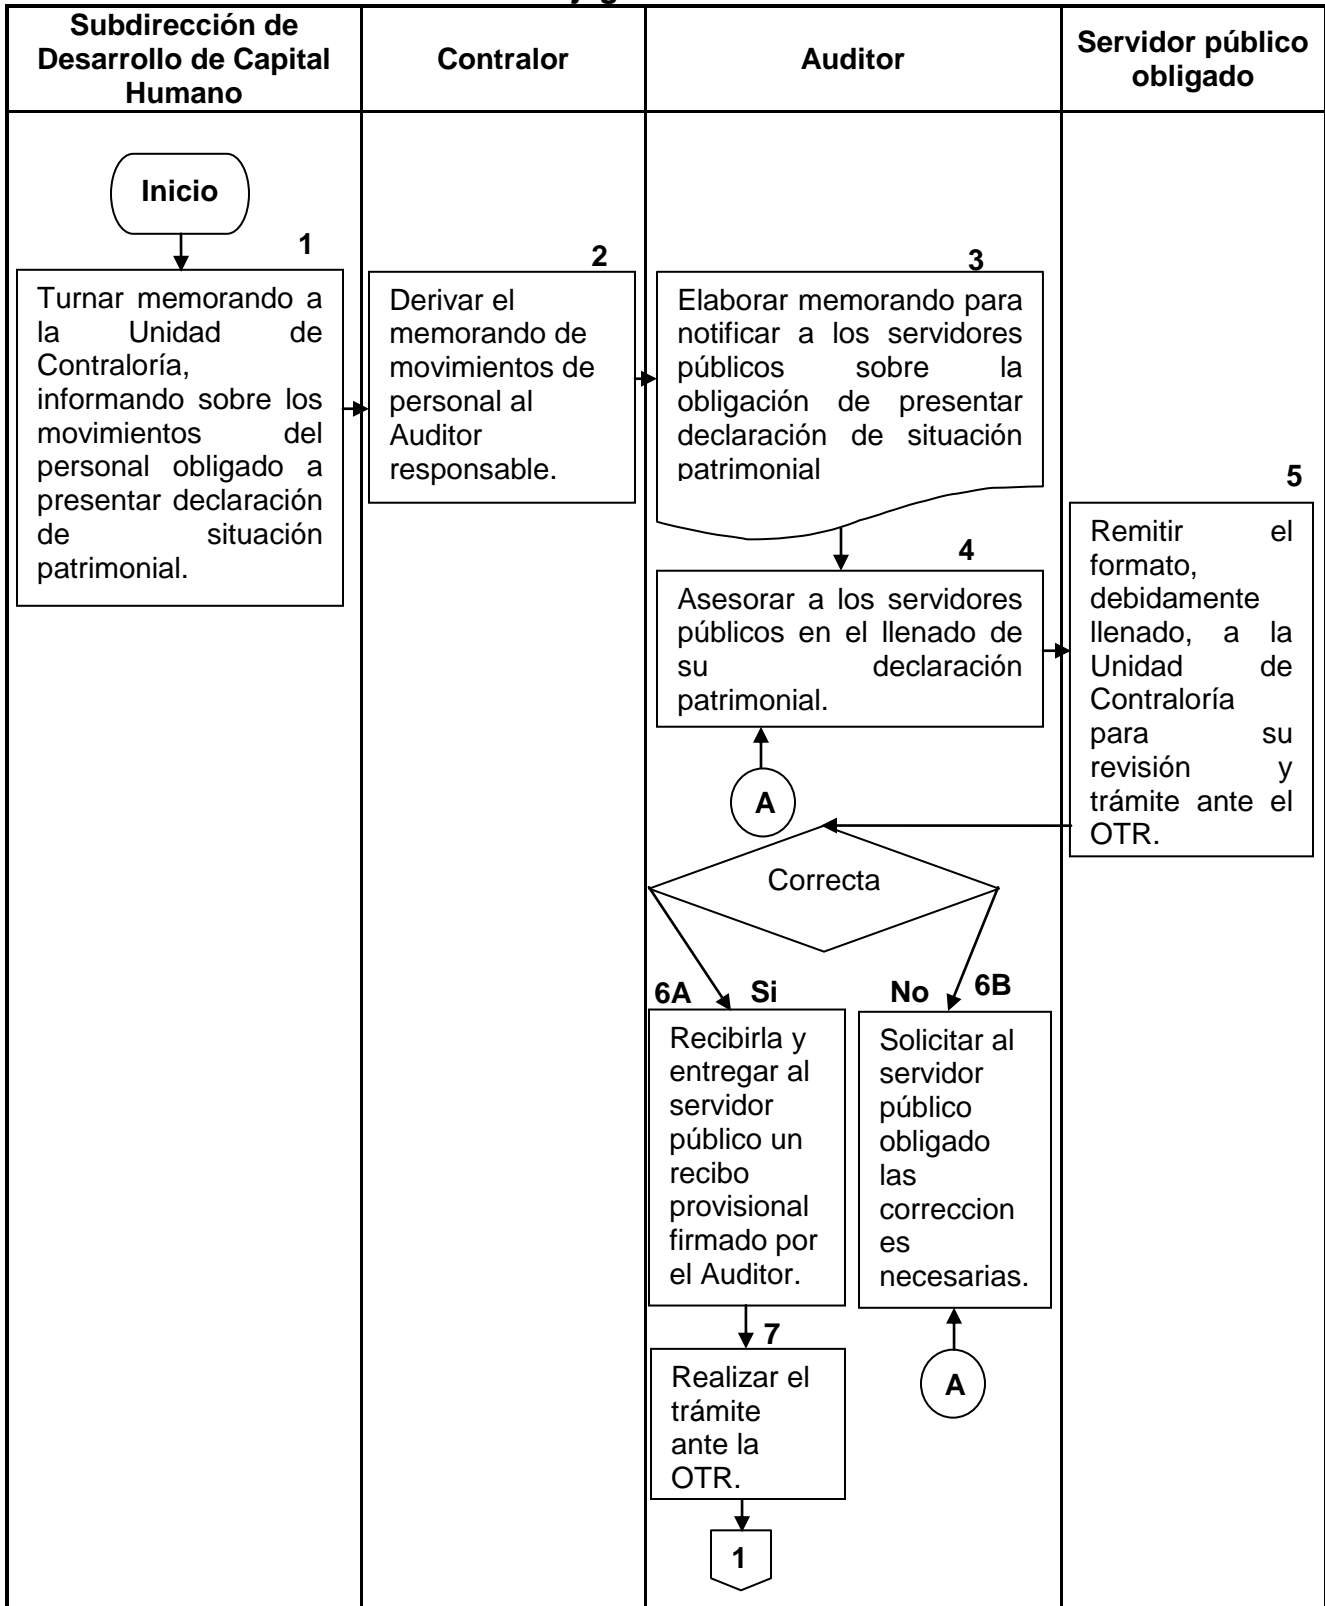 Subdirección de
Desarrollo de Capital
Humano
Contralor
Auditor
Servidor público
obligado
Inicio
1
Turnar memorando a
la Unidad de
Contraloría,
informando sobre los
movimientos del
personal obligado a
presentar declaración
de situación
patrimonial.
2
Derivar el
memorando de
movimientos de
personal al
Auditor
responsable.
3
Elaborar memorando para
notificar a los servidores
públicos sobre la
obligación de presentar
declaración de situación
patrimonial
4
Asesorar a los servidores
públicos en el llenado de
su declaración
patrimonial.
A
5
Remitir el
formato,
debidamente
llenado, a la
Unidad de
Contraloría
para su
revisión y
trámite ante el
OTR.
Correcta
6A Si
No 6B
Recibirla y
entregar al
servidor
público un
recibo
provisional
firmado por
el Auditor.
Solicitar al
servidor
público
obligado
las
correccion
es
necesarias.
7
Realizar el
trámite
ante la
OTR.
A
1